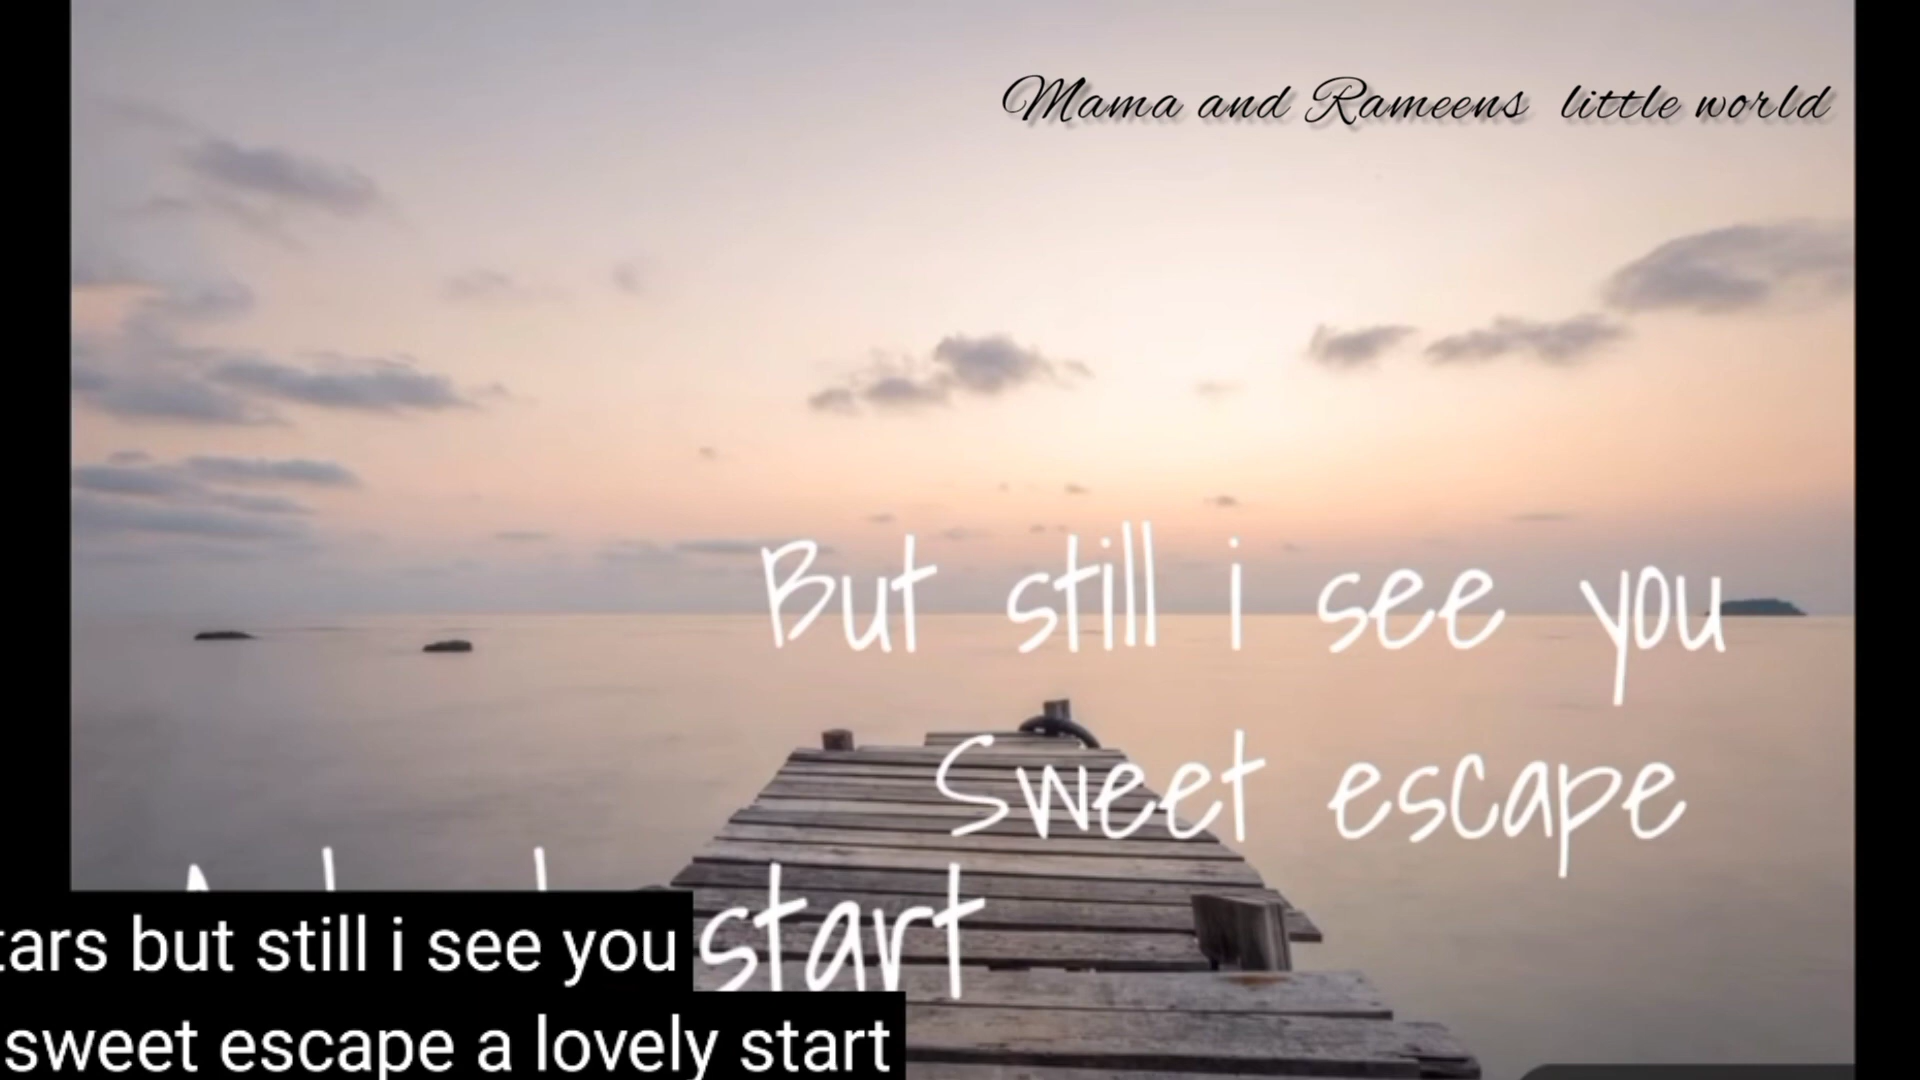 Mama and Rameens little world
But still i see you
Sweet escape
start
but still i see you
sweet escape a lovely start